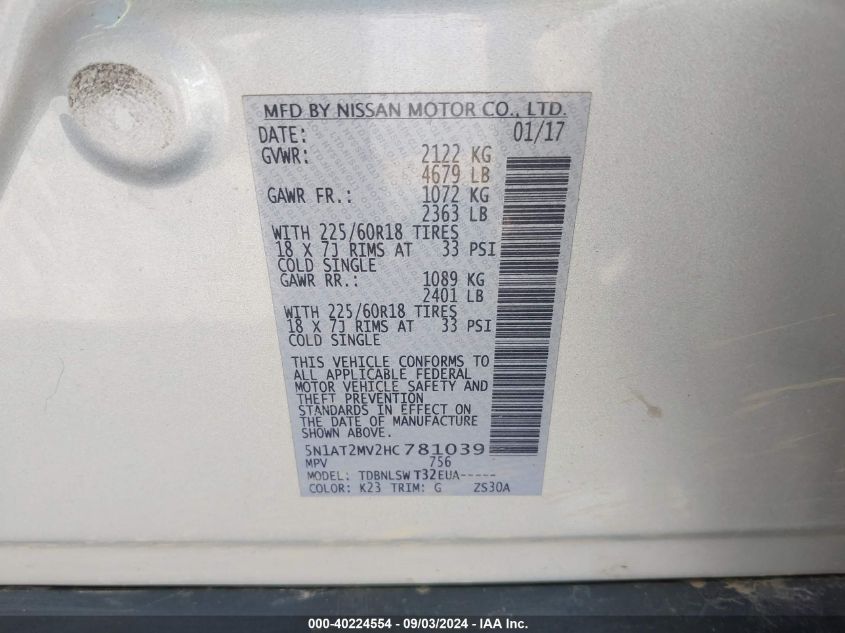 MFD BY NISSAN MOTOR CO., LTD.
DATE: 01/17
GVWR: 2122 KG
4679 LB
GAWR FR.: 1072 KG
2363 LB
WITH 225/60R18 TIRES
18 X 7J RIMS AT 33 PSI
COLD SINGLE
GAWR RR.: 1089 KG
2401 LB
WITH 225/60R18 TIRES
18 X 7J RIMS AT 33 PSI
COLD SINGLE
THIS VEHICLE CONFORMS TO
ALL APPLICABLE FEDERAL
MOTOR VEHICLE SAFETY AND
THEFT PREVENTION
STANDARDS IN EFFECT ON
THE DATE OF MANUFACTURE
SHOWN ABOVE.
5N1AT2MV2HC781039
MPV 756
MODEL: TDBNLSW T32EUA-----
COLOR: K23 TRIM: G ZS30A
000-40224554 - 09/03/2024 - IAA Inc.